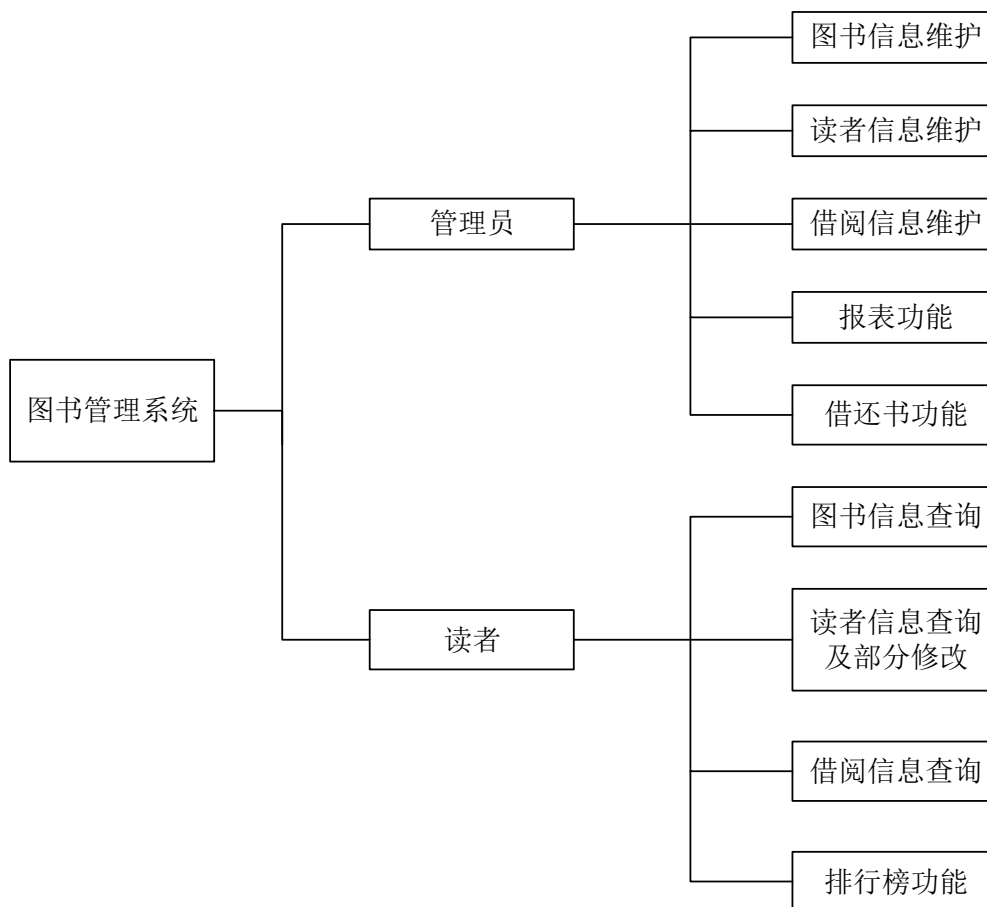 图书管理系统
管理员
图书信息维护
读者信息维护
借阅信息维护
报表功能
借还书功能
读者
图书信息查询
读者信息查询
及部分修改
借阅信息查询
排行榜功能